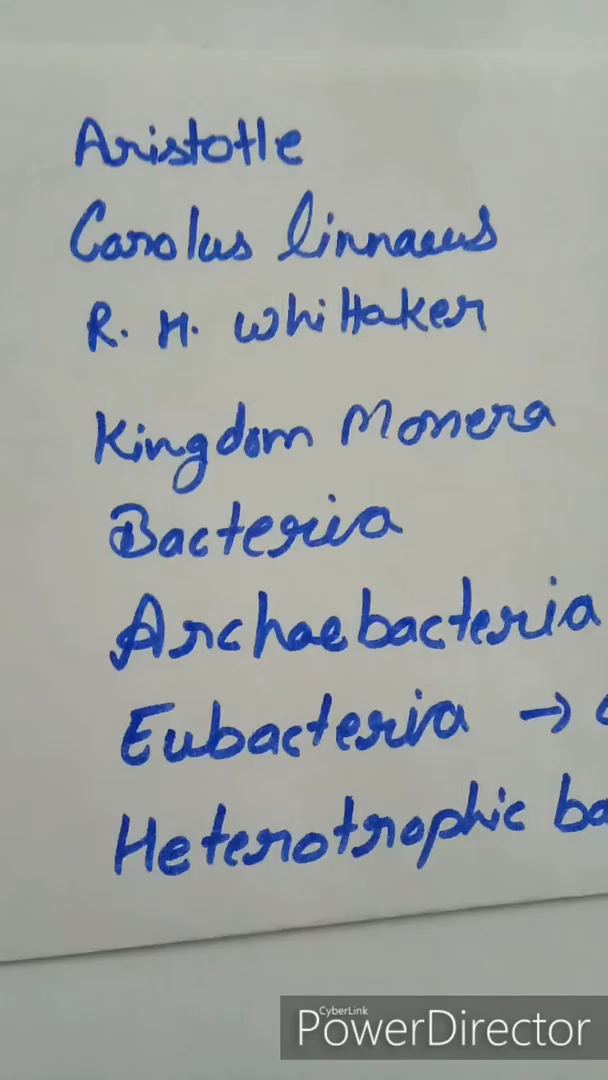 Aristotle
Carolus linnaeus
R. H. Whittaker
Kingdom Monera
Bacteria
Archaebacteria
Eubacteria →
Heterotrophic
CyberLink
PowerDirector